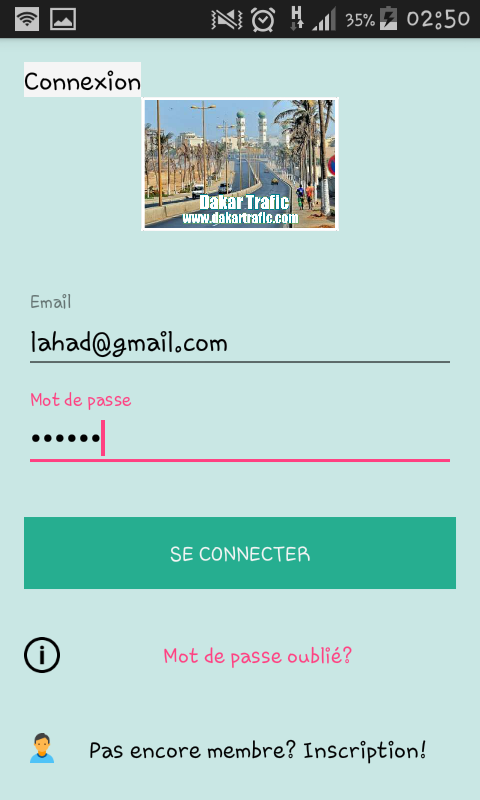 H
35%
02:50
Connexion
Dakar Trafic
www.dakartrafic.com
Email
lahad@gmail.com
Mot de passe
••••••
SE CONNECTER
i
Mot de passe oublié?
Pas encore membre? Inscription!